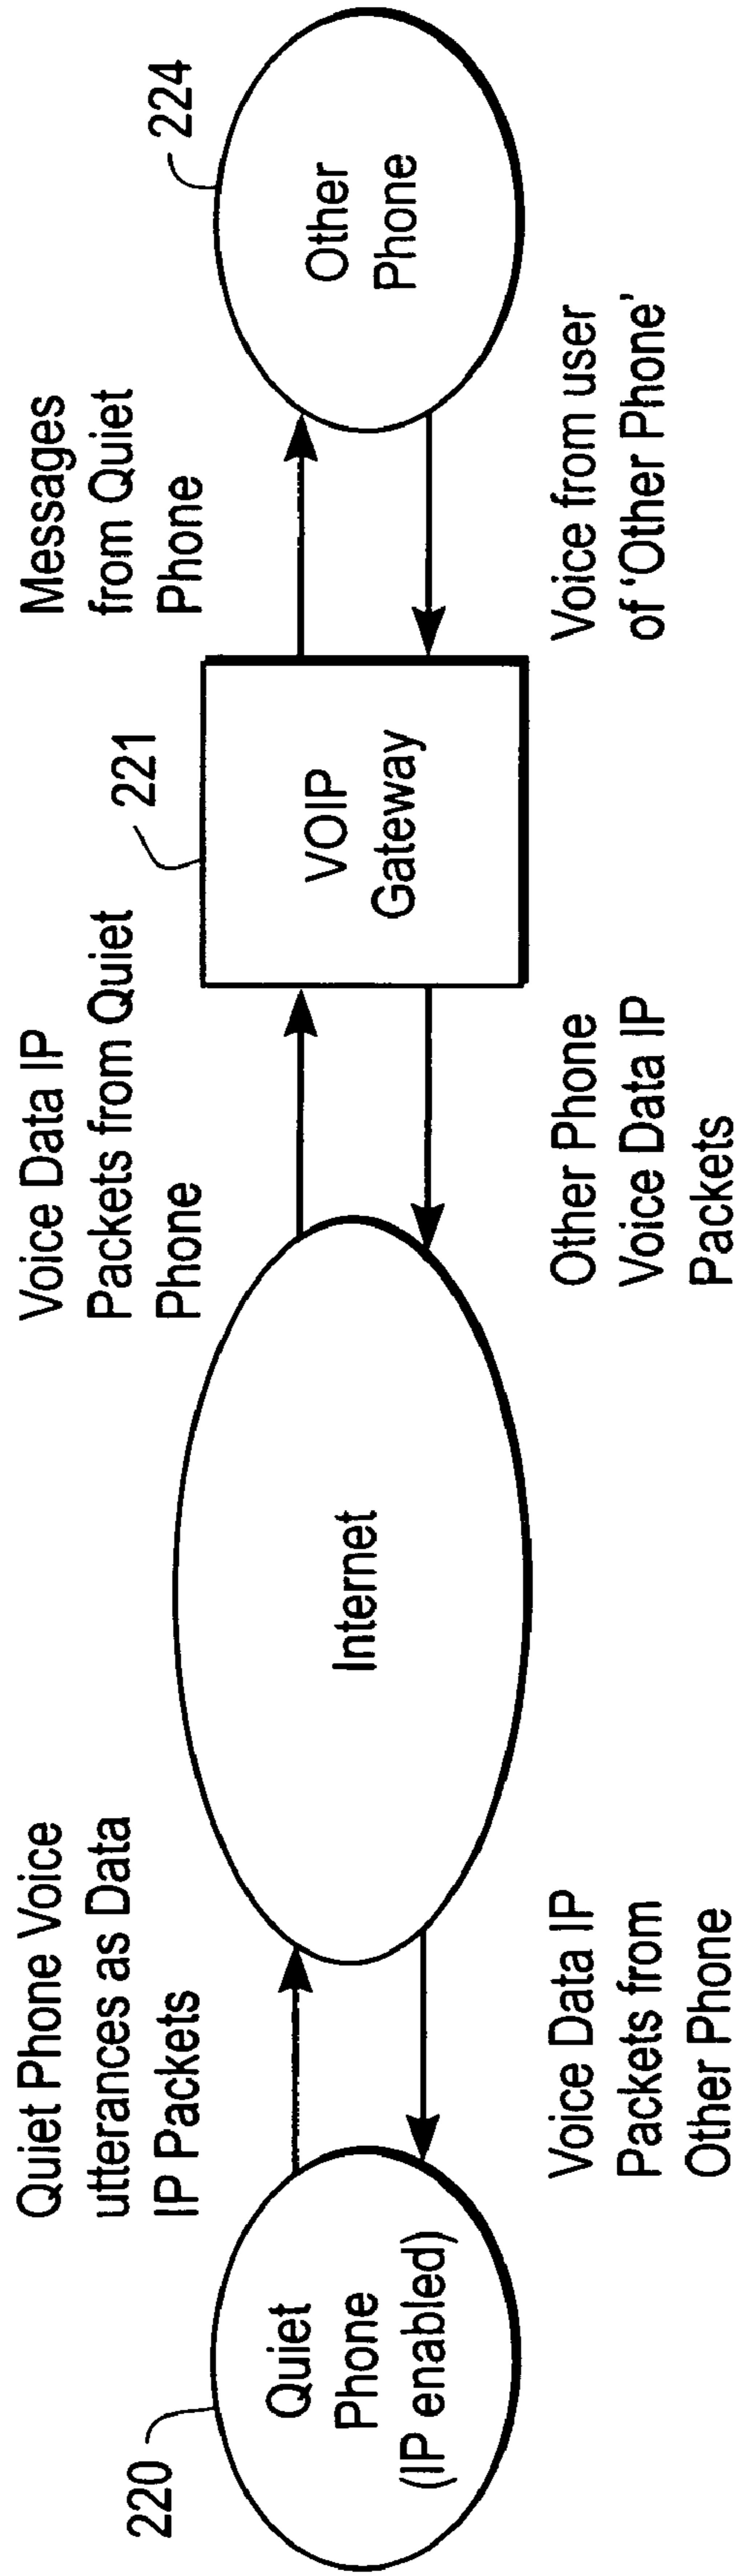 220
Quiet
Phone
(IP enabled)
Quiet Phone Voice
utterances as Data
IP Packets
Voice Data IP
Packets from
Other Phone
Internet
Voice Data IP
Packets from Quiet
Phone
Other Phone
Voice Data IP
Packets
221
VOIP
Gateway
Messages
from Quiet
Phone
Voice from user
of 'Other Phone'
224
Other
Phone